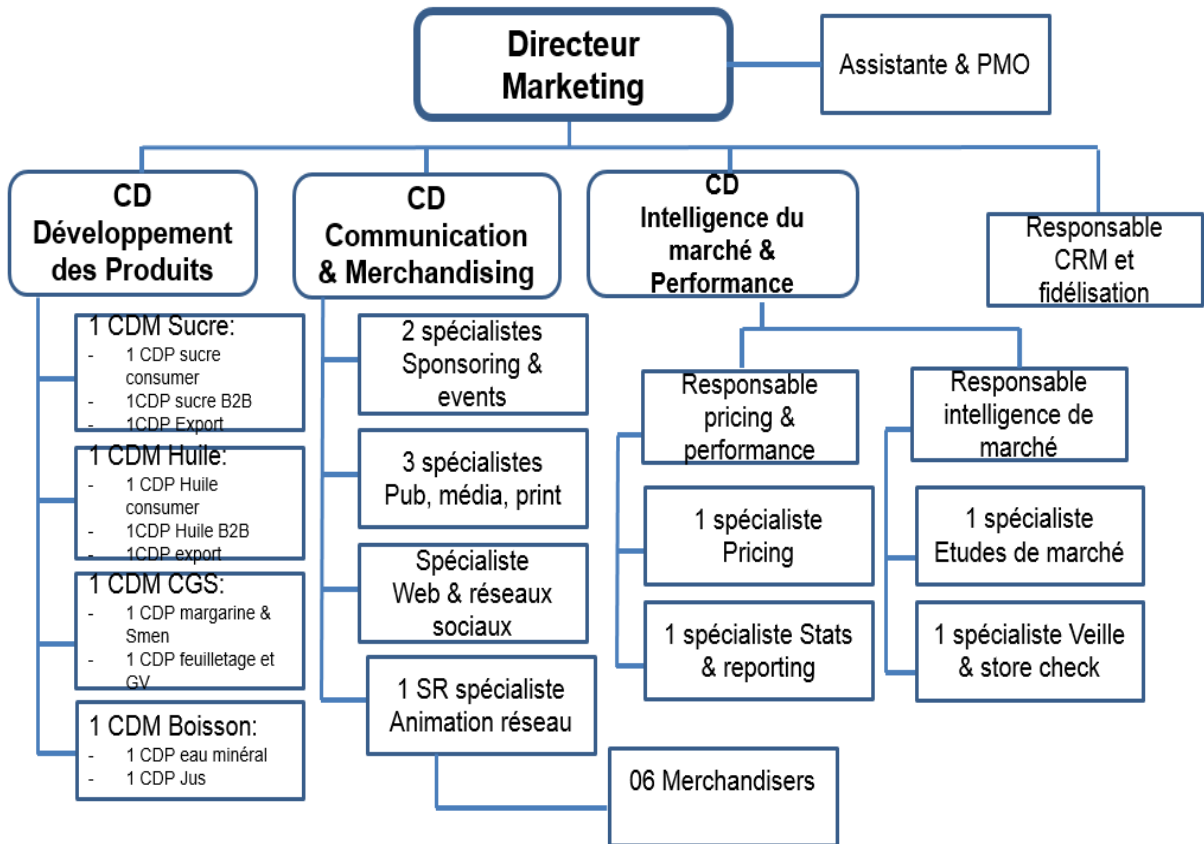 Directeur
Marketing
Assistante & PMO
CD
Développement
des Produits
1 CDM Sucre:
- 1 CDP sucre
consumer
- 1CDP sucre B2B
- 1CDP Export
1 CDM Huile:
- 1 CDP Huile
consumer
- 1CDP Huile B2B
- 1CDP export
1 CDM CGS:
- 1 CDP margarine &
Smen
- 1 CDP feuilletage et
GV
1 CDM Boisson:
- 1 CDP eau minéral
- 1 CDP Jus
CD
Communication
& Merchandising
2 spécialistes
Sponsoring &
events
3 spécialistes
Pub, média, print
Spécialiste
Web & réseaux
sociaux
1 SR spécialiste
Animation réseau
06 Merchandisers
CD
Intelligence du
marché &
Performance
Responsable
pricing &
performance
1 spécialiste
Pricing
1 spécialiste Stats
& reporting
Responsable
intelligence de
marché
1 spécialiste
Etudes de marché
1 spécialiste Veille
& store check
Responsable
CRM et
fidélisation